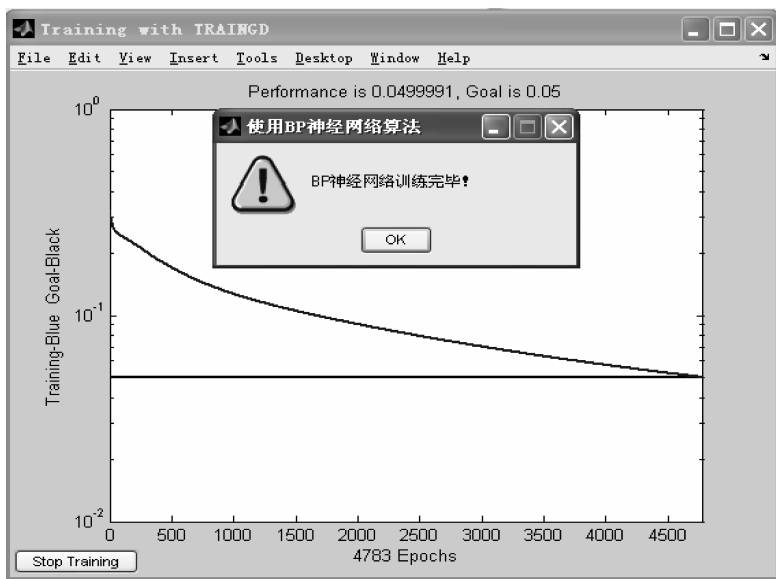 Training with TRAINGD
File Edit View Insert Tools Desktop Window Help
Performance is 0.0499991, Goal is 0.05
使用BP神经网络算法
BP神经网络训练完毕!
OK
Training-Blue Goal-Black
10^0
10^-1
10^-2
0 500 1000 1500 2000 2500 3000 3500 4000 4500
4783 Epochs
Stop Training